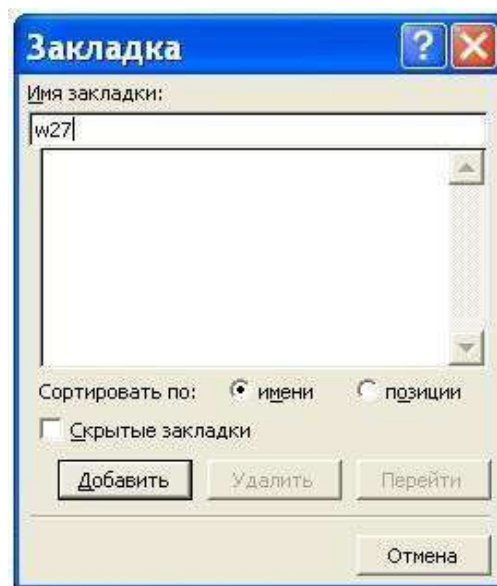 Закладка
Имя закладки:
w27
Сортировать по: имени позиции
Скрытые закладки
Добавить Удалить Перейти
Отмена